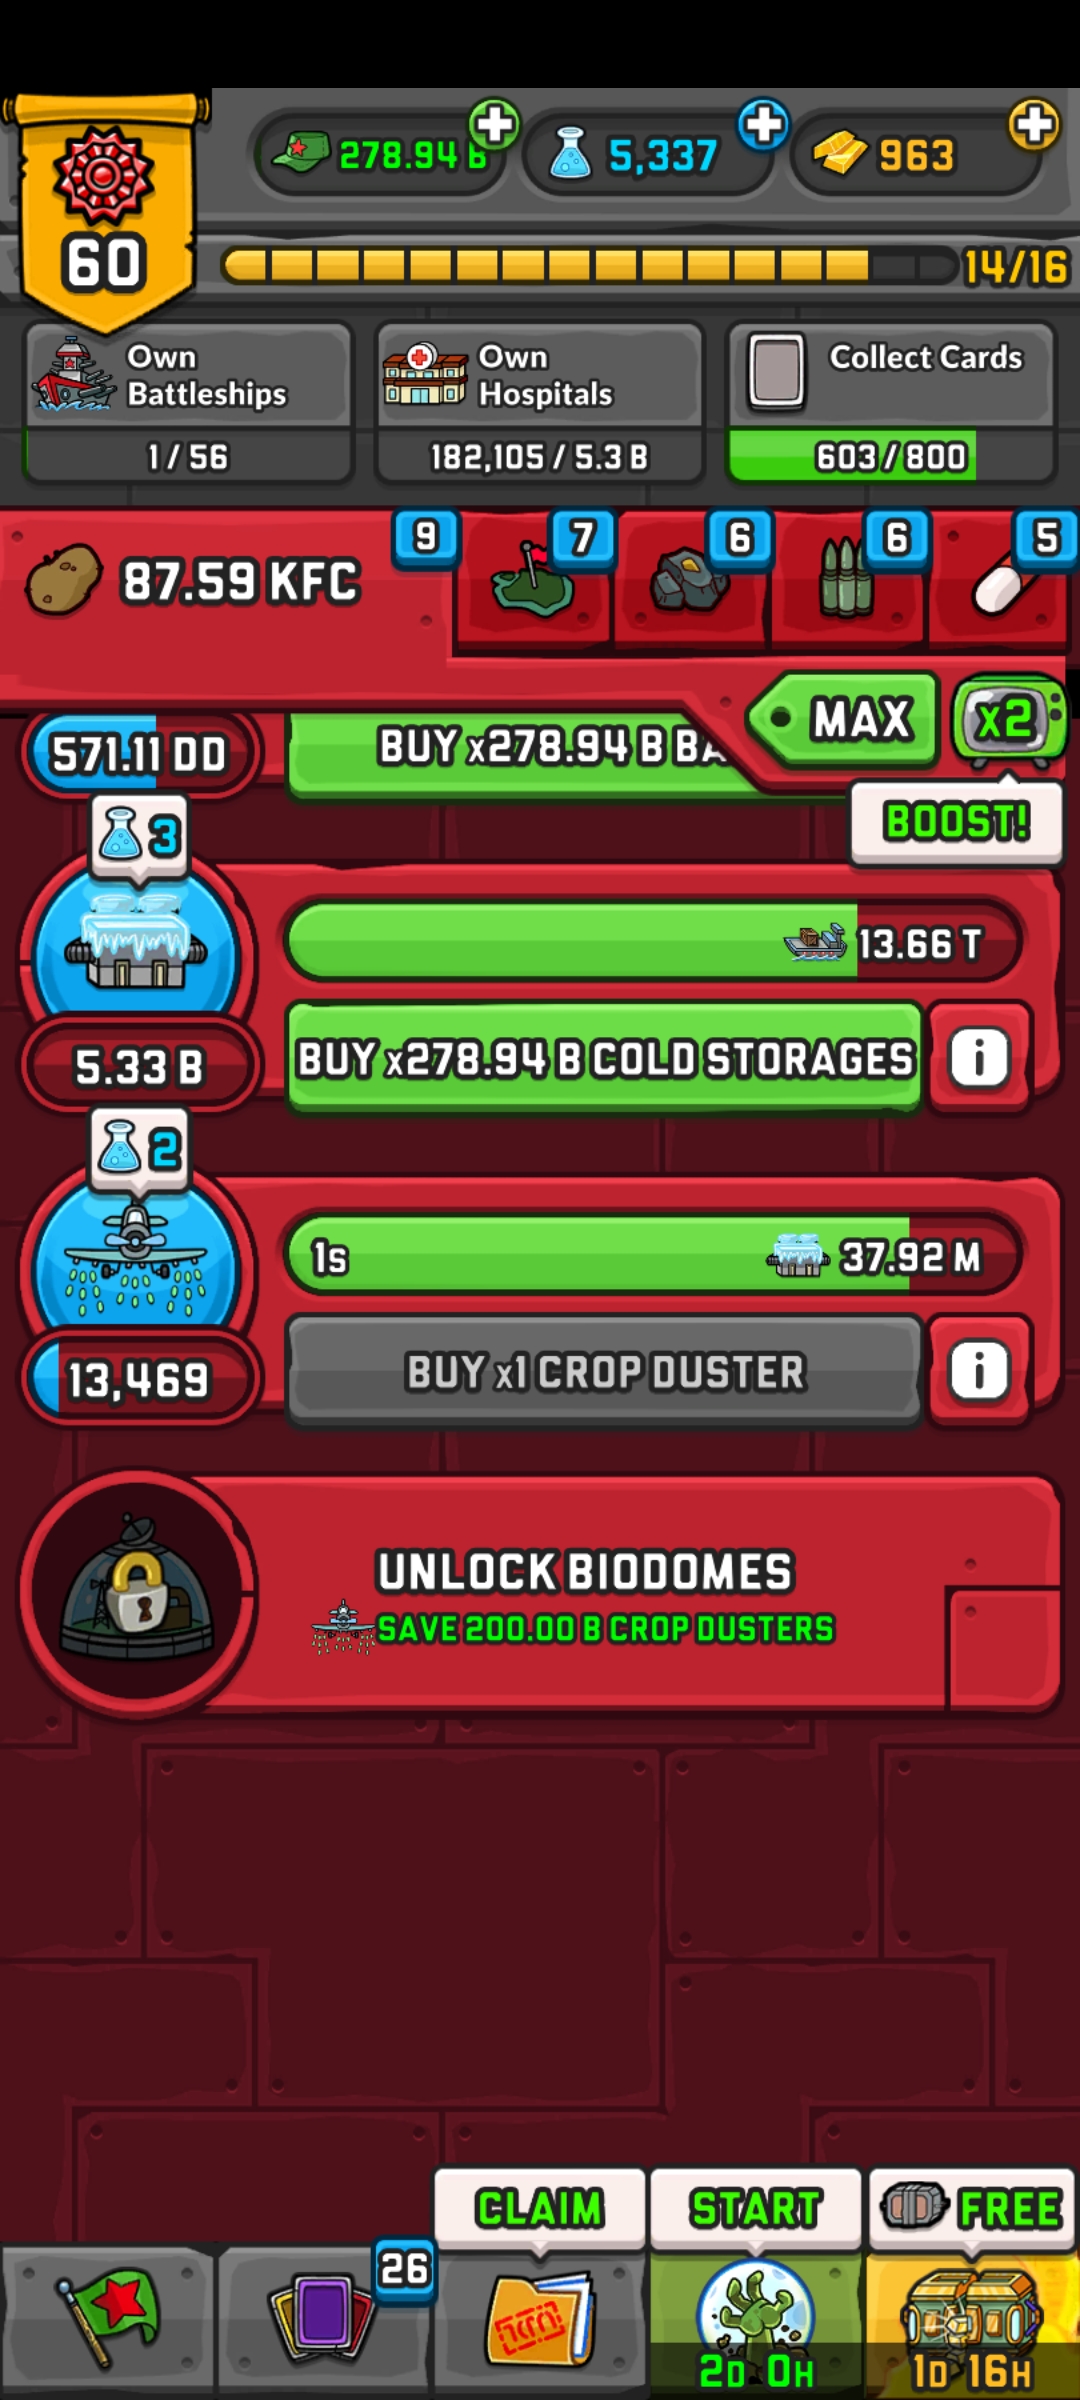 278.94 B
5,337
963
60
14/16
Own
Battleships
1 / 56
Own
Hospitals
182,105 / 5.3 B
Collect Cards
603 / 800
87.59 KFC
9
7
6
6
5
MAX
x2
BOOST!
571.11 DD
BUY x278.94 B BA
3
13.66 T
5.33 B
BUY x278.94 B COLD STORAGES
i
2
1s
37.92 M
13,469
BUY x1 CROP DUSTER
i
UNLOCK BIODOMES
SAVE 200.00 B CROP DUSTERS
CLAIM
START
FREE
26
2D 0H
1D 16H